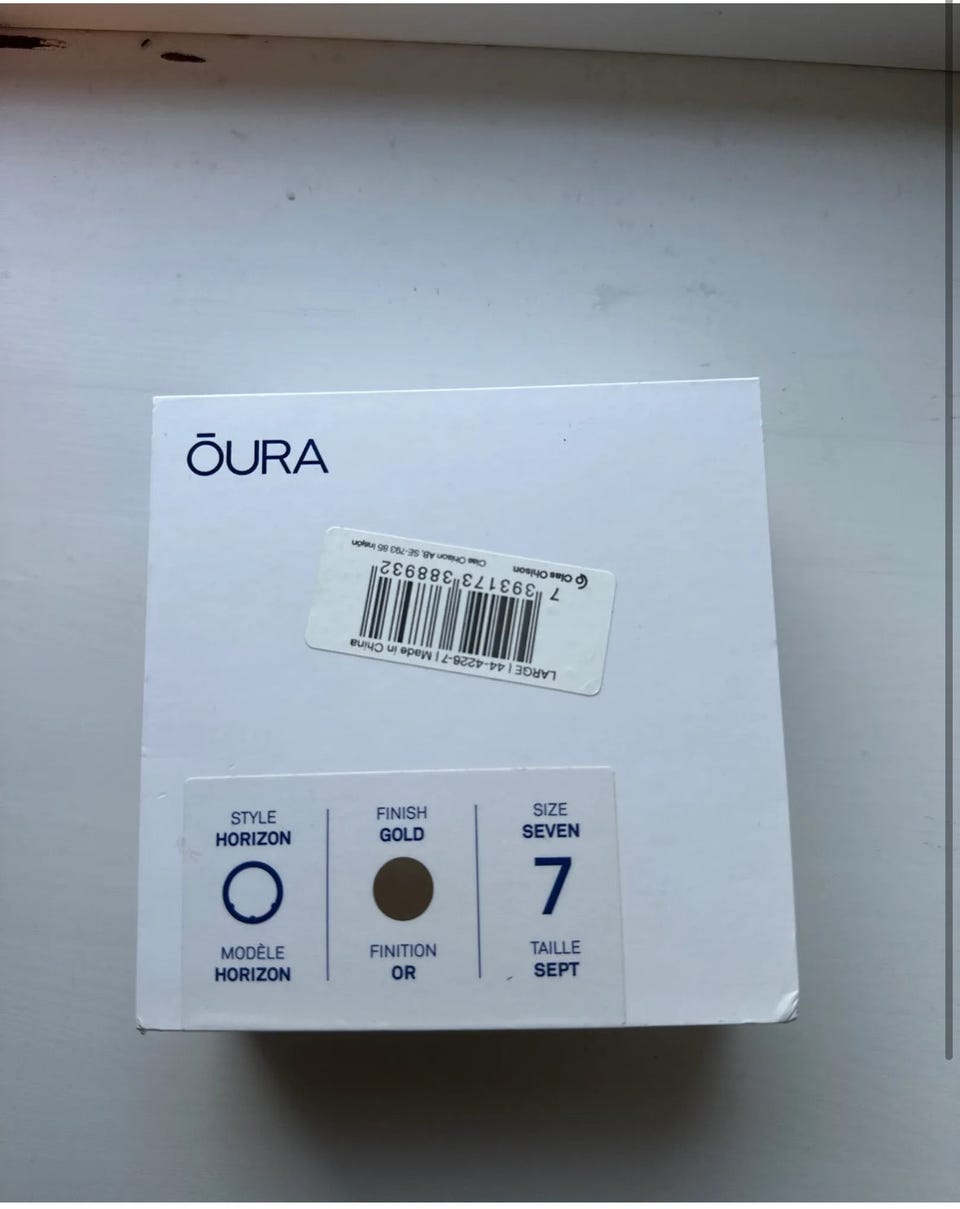 ŌURA
LARGE | 44-4226-7 | Made in China
7 393173 388932
Clas Ohlson
Clas Ohlson AB, SE-793 85 Insjön
STYLE
HORIZON
MODÈLE
HORIZON
FINISH
GOLD
FINITION
OR
SIZE
SEVEN
7
TAILLE
SEPT